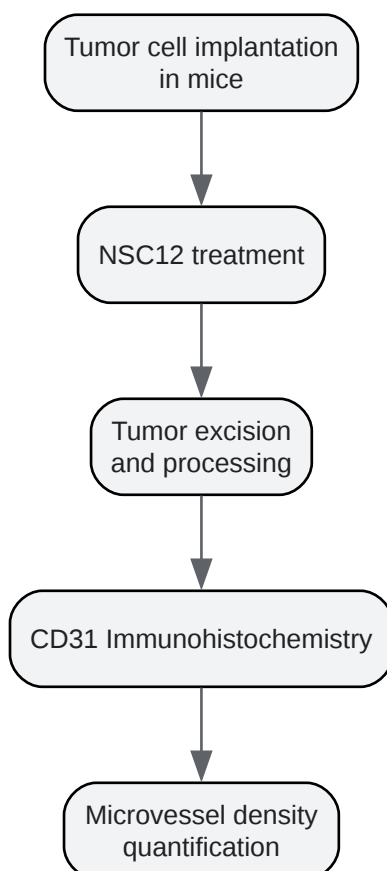 Tumor cell implantation
in mice
NSC12 treatment
Tumor excision
and processing
CD31 Immunohistochemistry
Microvessel density
quantification